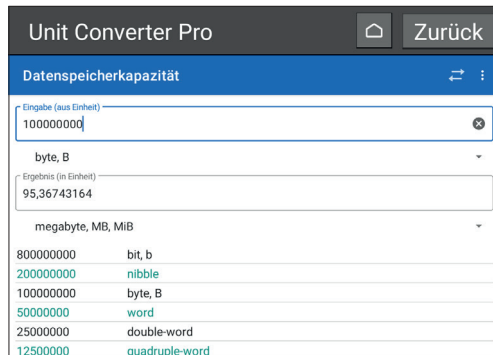 Unit Converter Pro
Zurück
Datenspeicherkapazität
Eingabe (aus Einheit)
100000000
byte, B
Ergebnis (in Einheit)
95,36743164
megabyte, MB, MiB
800000000 bit, b
200000000 nibble
100000000 byte, B
50000000 word
25000000 double-word
12500000 quadruple-word